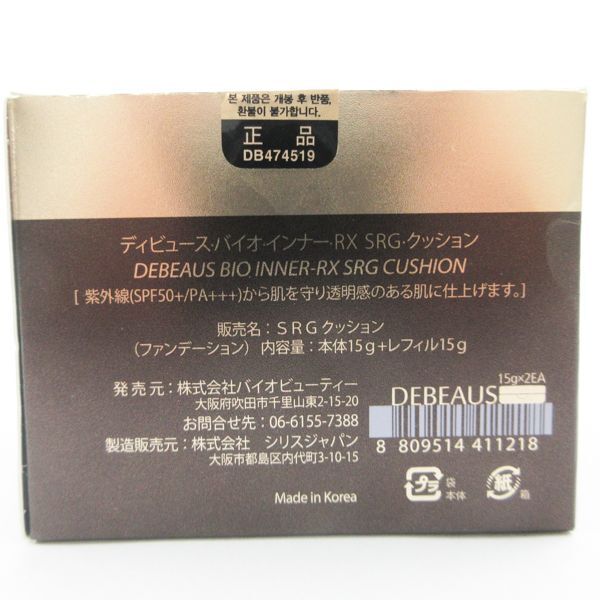 본 제품은 개봉 후 반품,
환불이 불가합니다.
正 品
DB474519
ディビュース・バイオ・インナー・RX SRG・クッション
DEBEAUS BIO INNER-RX SRG CUSHION
[ 紫外線(SPF50+/PA+++)から肌を守り透明感のある肌に仕上げます。]
販売名：ＳＲＧクッション
（ファンデーション）内容量：本体15ｇ+レフィル15ｇ
発 売 元：株式会社バイオビューティー
大阪府吹田市千里山東2-15-20
お問合せ先：06-6155-7388
製造販売元：株式会社　シリスジャパン
大阪市都島区内代町3-10-15
Made in Korea
15g×2EA
DEBEAUS
8 809514 411218
プラ
袋
本体
紙
箱